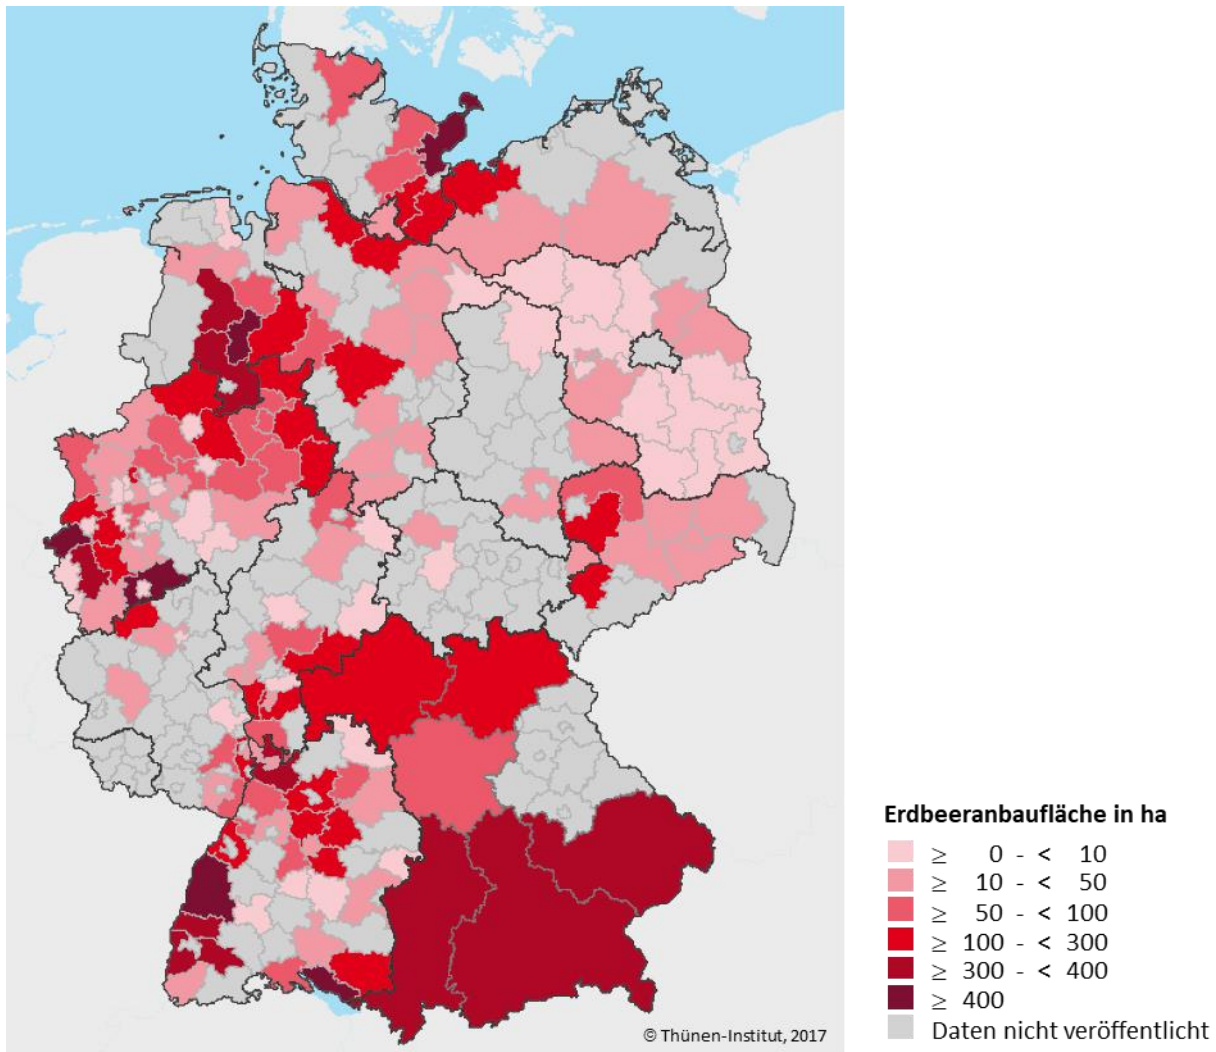 Erdbeeranbaufläche in ha
≥ 0 - < 10
≥ 10 - < 50
≥ 50 - < 100
≥ 100 - < 300
≥ 300 - < 400
≥ 400
Daten nicht veröffentlicht
© Thünen-Institut, 2017